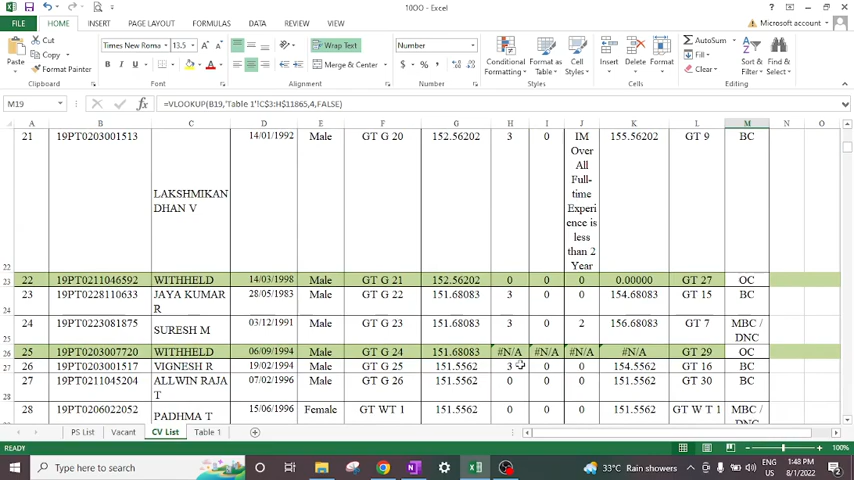 10OO - Excel
FILE HOME INSERT PAGE LAYOUT FORMULAS DATA REVIEW VIEW Microsoft account
Cut
Copy
Format Painter
Paste
Times New Roma 13.5
B I U
Wrap Text
Merge & Center
Number
$ % ,
Conditional Formatting
Format as Table
Cell Styles
Insert Delete Format
AutoSum
Fill
Clear
Sort & Filter
Find & Select
Clipboard Font Alignment Number Styles Cells Editing
M19 =VLOOKUP(B19,'Table 1'!C$3:H$11865,4,FALSE)
A B C D E F G H I J K L M N O
21 19PT0203001513 LAKSHMIKAN DHAN V 14/01/1992 Male GT G 20 152.56202 3 0 IM Over All Full-time Experience is less than 2 Year 155.56202 GT 9 BC
22
23 22 19PT0211046592 WITHHELD 14/03/1998 Male GT G 21 152.56202 0 0 0 0.00000 GT 27 OC
24 23 19PT0228110633 JAYA KUMAR R 28/05/1983 Male GT G 22 151.68083 3 0 0 154.68083 GT 15 BC
24 19PT0223081875 SURESH M 03/12/1991 Male GT G 23 151.68083 3 0 2 156.68083 GT 7 MBC / DNC
26 25 19PT0203007720 WITHHELD 06/09/1994 Male GT G 24 151.68083 #N/A #N/A #N/A #N/A GT 29 OC
27 26 19PT0203001517 VIGNESH R 19/02/1994 Male GT G 25 151.5562 3 0 0 154.5562 GT 16 BC
28 27 19PT0211045204 ALLWIN RAJA T 07/02/1996 Male GT G 26 151.5562 0 0 0 151.5562 GT 30 BC
28 19PT0206022052 PADHMA T 15/06/1996 Female GT WT 1 151.5562 0 0 0 151.5562 GT W T 1 MBC / DNC
PS List Vacant CV List Table 1
READY 100%
Type here to search
33°C Rain showers
ENG US
1:48 PM
8/1/2022
2